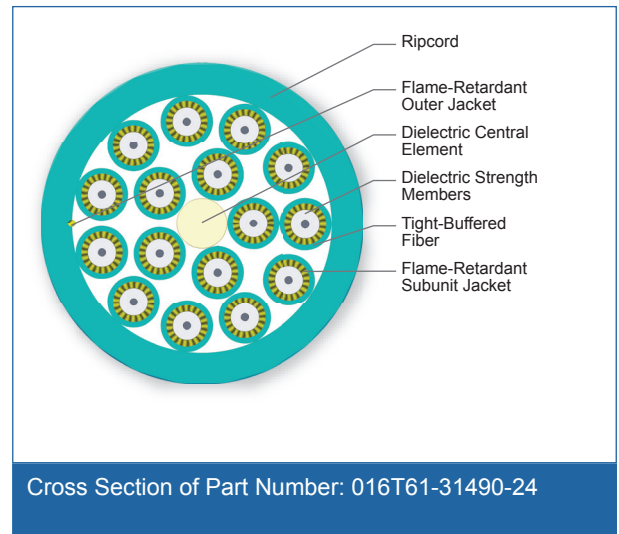 Ripcord
Flame-Retardant
Outer Jacket
Dielectric Central
Element
Dielectric Strength
Members
Tight-Buffered
Fiber
Flame-Retardant
Subunit Jacket
Cross Section of Part Number: 016T61-31490-24